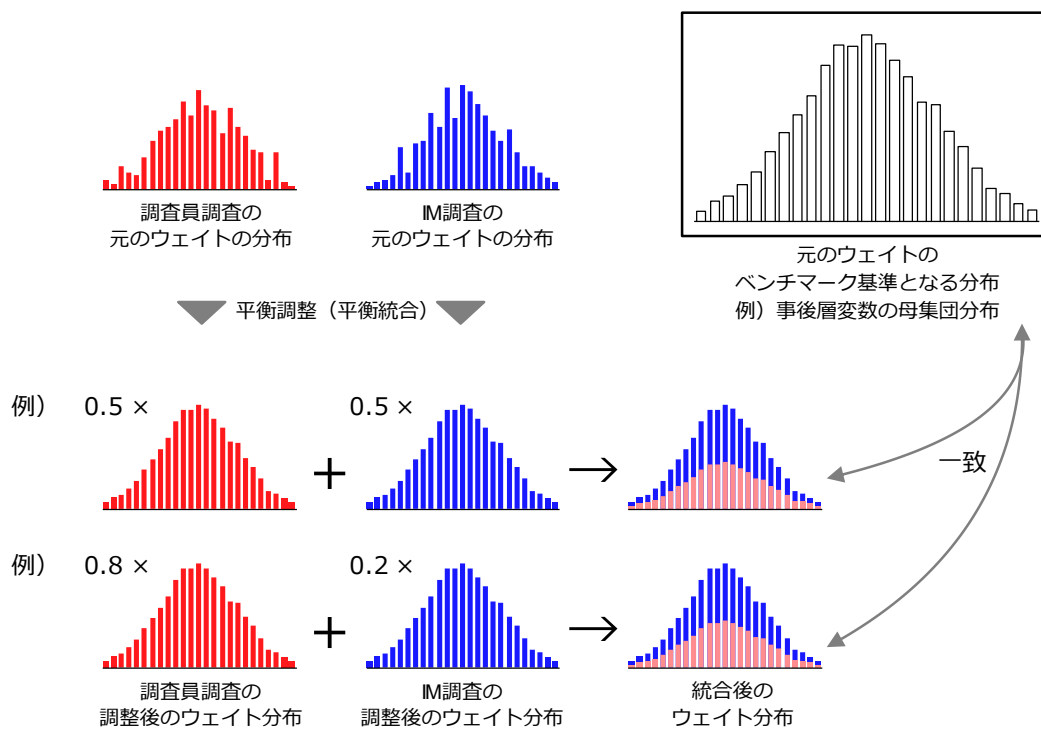 調査員調査の
元のウェイトの分布
IM調査の
元のウェイトの分布
元のウェイトの
ベンチマーク基準となる分布
例）事後層変数の母集団分布
平衡調整（平衡統合）
例） 0.5 × + 0.5 × →
一致
例） 0.8 × + 0.2 × →
調査員調査の
調整後のウェイト分布
IM調査の
調整後のウェイト分布
統合後の
ウェイト分布